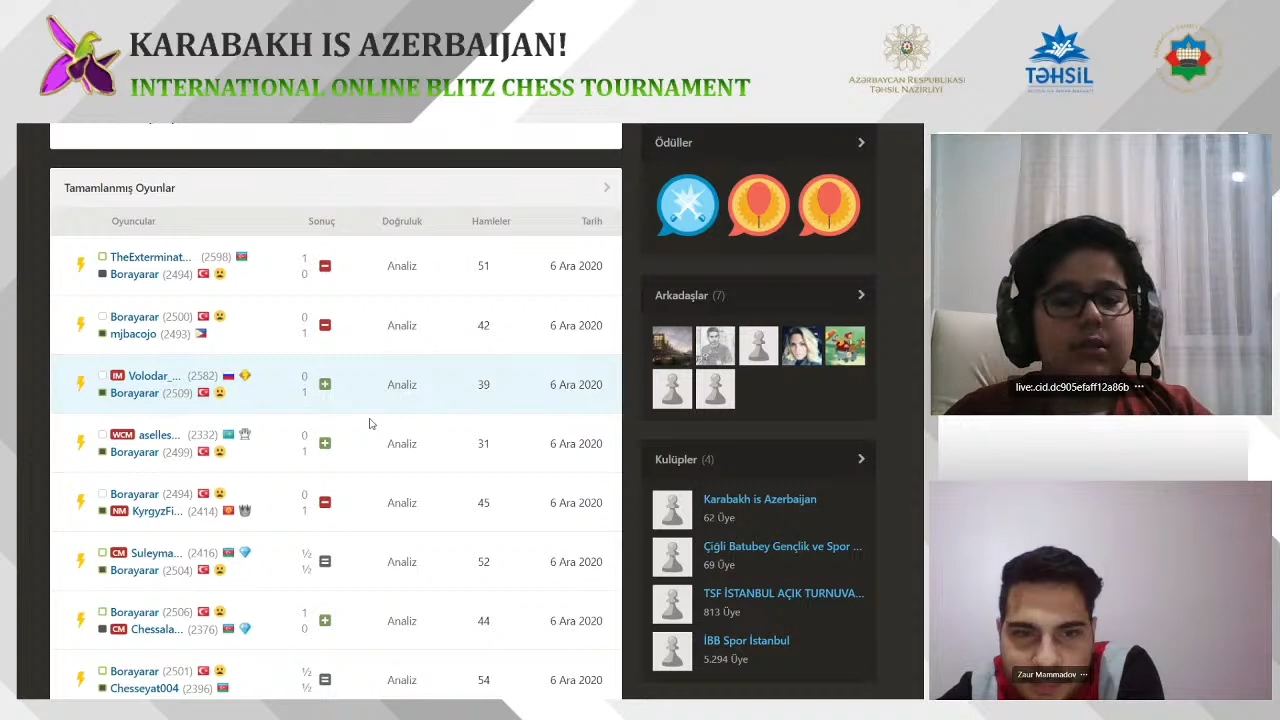 KARABAKH IS AZERBAIJAN!
INTERNATIONAL ONLINE BLITZ CHESS TOURNAMENT
AZƏRBAYCAN RESPUBLİKASI
TƏHSİL NAZİRLİYİ
TƏHSİL
Tamamlanmış Oyunlar
Oyuncular Sonuç Doğruluk Hamleler Tarih
TheExterminat... (2598) 1
Borayarar (2494) 0
Analiz 51 6 Ara 2020
Borayarar (2500) 0
mjbacojo (2493) 1
Analiz 42 6 Ara 2020
IM Volodar_... (2582) 0
Borayarar (2509) 1
Analiz 39 6 Ara 2020
WCM aselles... (2332) 0
Borayarar (2499) 1
Analiz 31 6 Ara 2020
Borayarar (2494) 0
NM KyrgyzFi... (2414) 1
Analiz 45 6 Ara 2020
CM Suleyma... (2416) ½
Borayarar (2504) ½
Analiz 52 6 Ara 2020
Borayarar (2506) 1
CM Chessala... (2376) 0
Analiz 44 6 Ara 2020
Borayarar (2501) ½
Chesseyat004 (2396) ½
Analiz 54 6 Ara 2020
Ödüller
Arkadaşlar (7)
Kulüpler (4)
Karabakh is Azerbaijan
62 Üye
Çiğli Batubey Gençlik ve Spor ...
69 Üye
TSF İSTANBUL AÇIK TURNUVA...
813 Üye
İBB Spor İstanbul
5.294 Üye
live:.cid.dc905efaff12a86b ...
Zaur Mammadov ...